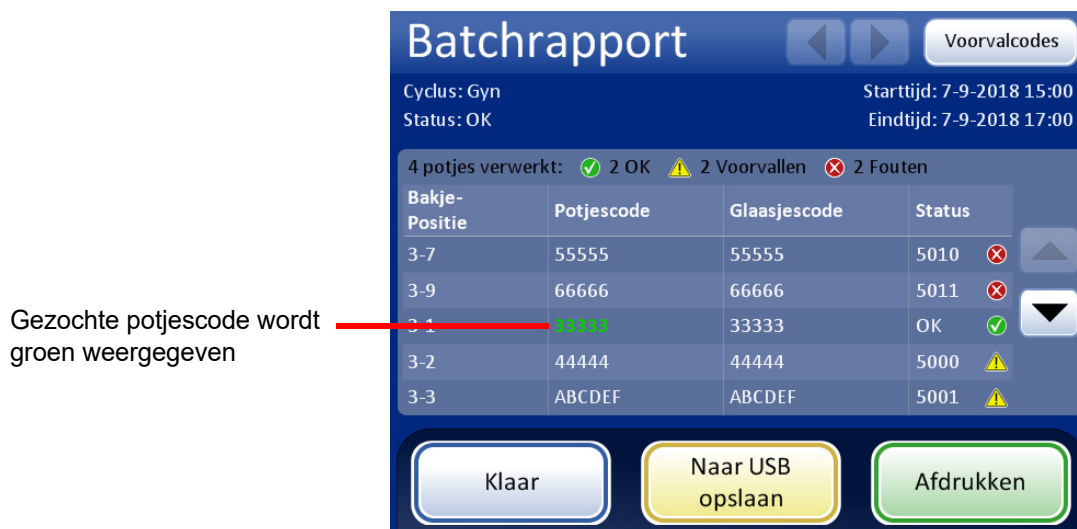 Batchrapport
Voorvalcodes
Cyclus: Gyn
Starttijd: 7-9-2018 15:00
Status: OK
Eindtijd: 7-9-2018 17:00
4 potjes verwerkt: 2 OK 2 Voorvallen 2 Fouten
Bakje-
Positie Potjescode Glaasjescode Status
3-7 55555 55555 5010
3-9 66666 66666 5011
3-1 33333 33333 OK
3-2 44444 44444 5000
3-3 ABCDEF ABCDEF 5001
Gezochte potjescode wordt
groen weergegeven
Klaar
Naar USB
opslaan
Afdrukken